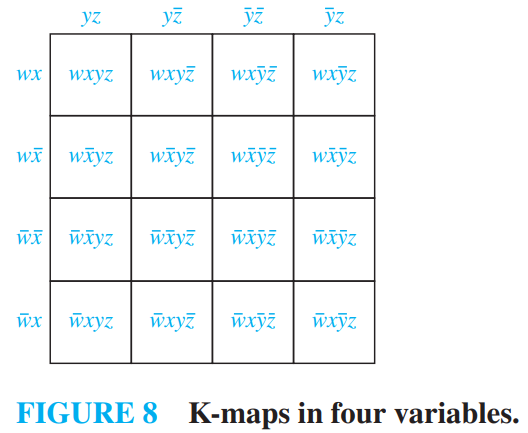 yz yz̄ ȳz̄ ȳz
wx wxyz wxyz̄ wxȳz̄ wxȳz
wx̄ wx̄yz wx̄yz̄ wx̄ȳz̄ wx̄ȳz
w̄x̄ w̄x̄yz w̄x̄yz̄ w̄x̄ȳz̄ w̄x̄ȳz
w̄x w̄xyz w̄xyz̄ w̄xȳz̄ w̄xȳz
FIGURE 8 K-maps in four variables.